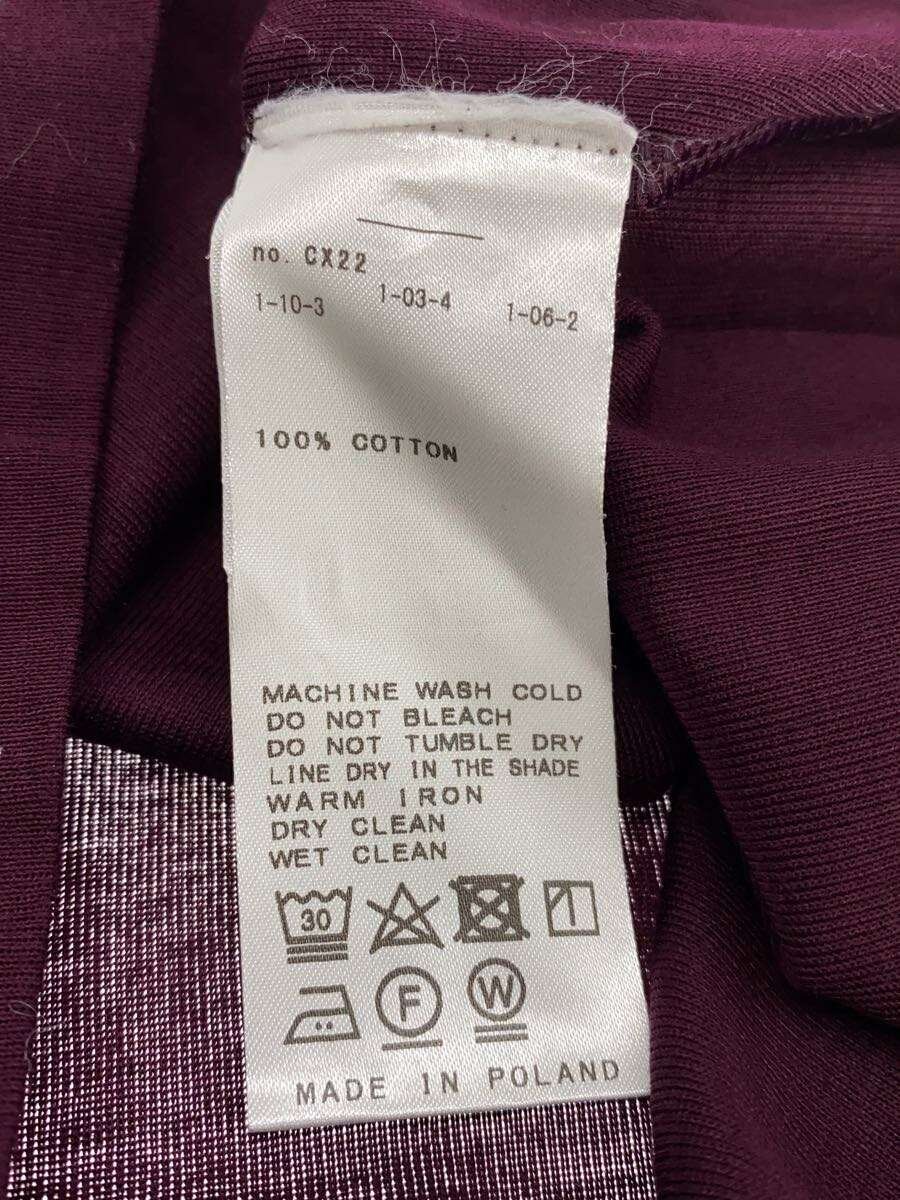 no. CX22
1-10-3 1-03-4 1-06-2
100% COTTON
MACHINE WASH COLD
DO NOT BLEACH
DO NOT TUMBLE DRY
LINE DRY IN THE SHADE
WARM IRON
DRY CLEAN
WET CLEAN
30
F W
MADE IN POLAND